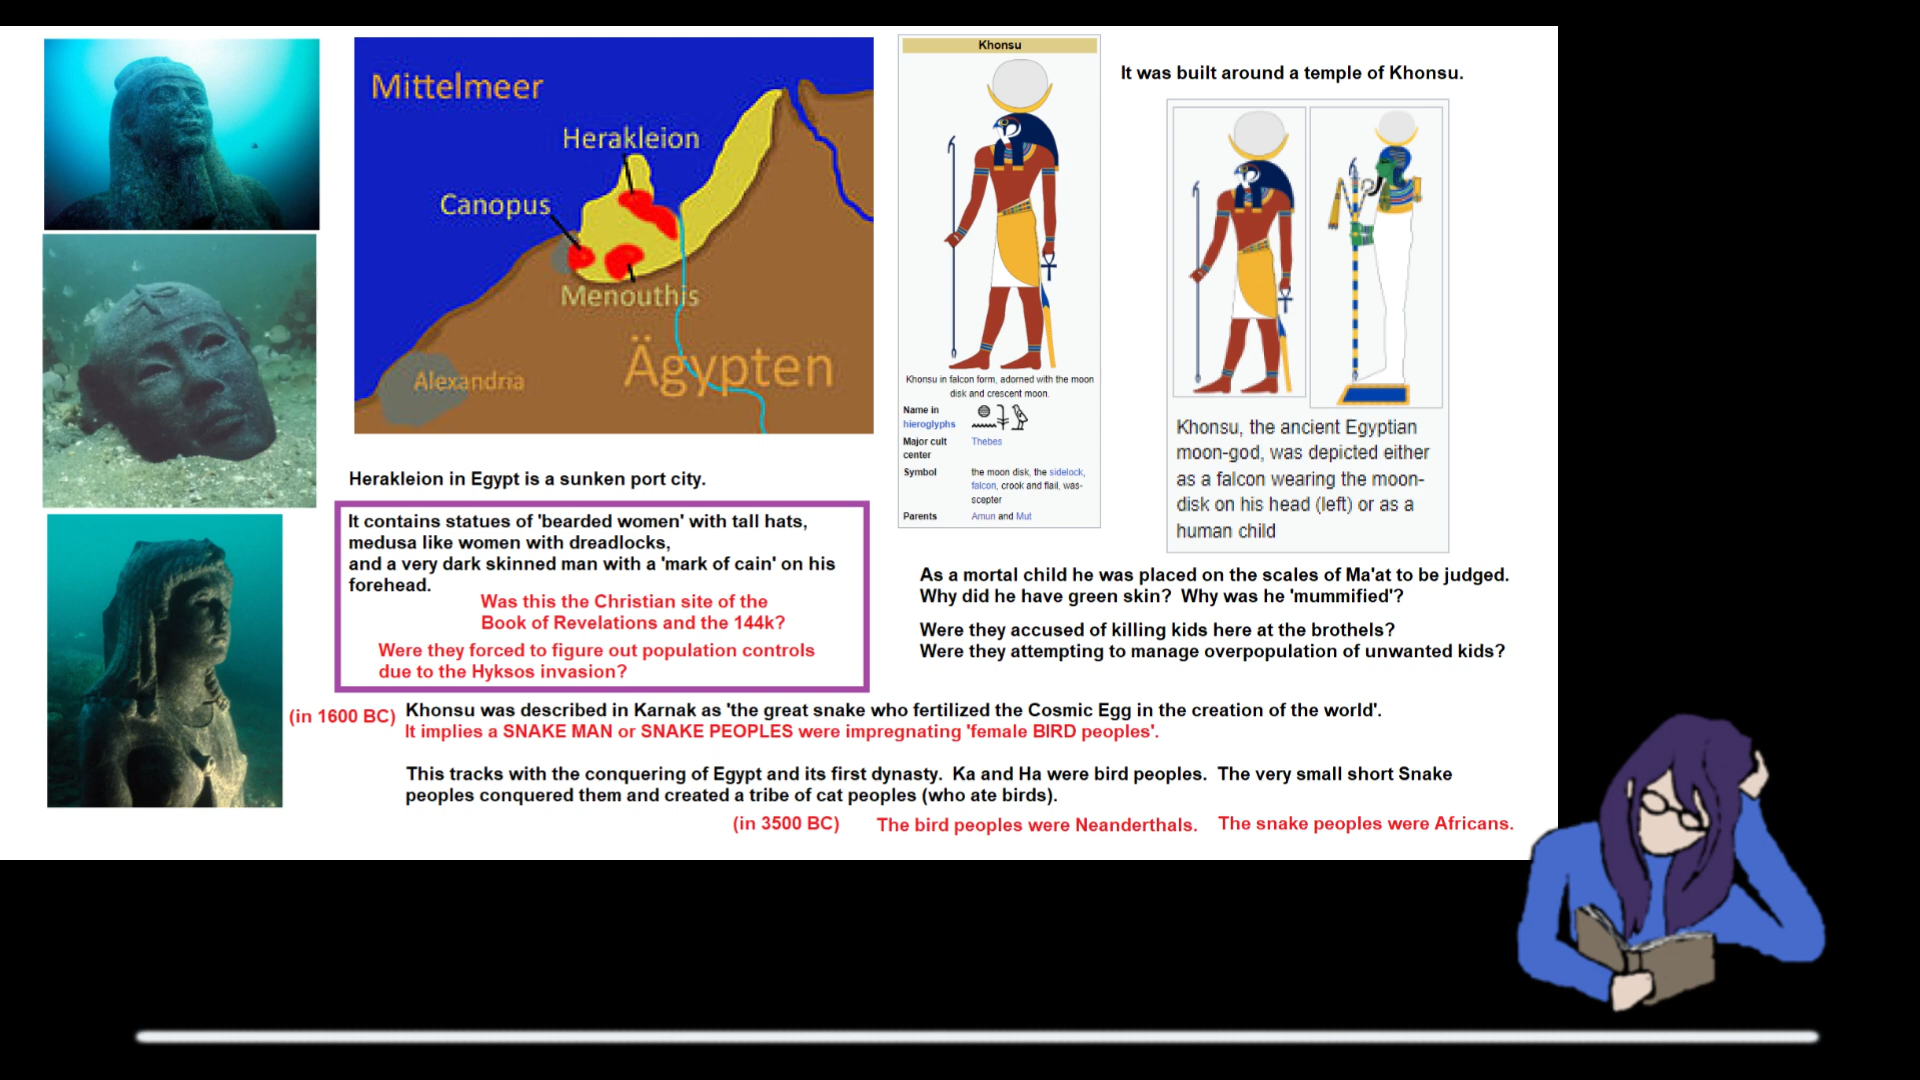 Mittelmeer
Herakleion
Canopus
Menouthis
Ägypten
Alexandria
Herakleion in Egypt is a sunken port city.
It contains statues of 'bearded women' with tall hats,
medusa like women with dreadlocks,
and a very dark skinned man with a 'mark of cain' on his
forehead.
Was this the Christian site of the
Book of Revelations and the 144k?
Were they forced to figure out population controls
due to the Hyksos invasion?
Khonsu
Khonsu in falcon form, adorned with the moon
disk and crescent moon.
Name in
hieroglyphs
Major cult center Thebes
Symbol the moon disk, the sidelock,
falcon, crook and flail, was-
scepter
Parents Amun and Mut
It was built around a temple of Khonsu.
Khonsu, the ancient Egyptian
moon-god, was depicted either
as a falcon wearing the moon-
disk on his head (left) or as a
human child
As a mortal child he was placed on the scales of Ma'at to be judged.
Why did he have green skin? Why was he 'mummified'?
Were they accused of killing kids here at the brothels?
Were they attempting to manage overpopulation of unwanted kids?
(in 1600 BC) Khonsu was described in Karnak as 'the great snake who fertilized the Cosmic Egg in the creation of the world'.
It implies a SNAKE MAN or SNAKE PEOPLES were impregnating 'female BIRD peoples'.
This tracks with the conquering of Egypt and its first dynasty. Ka and Ha were bird peoples. The very small short Snake
peoples conquered them and created a tribe of cat peoples (who ate birds).
(in 3500 BC) The bird peoples were Neanderthals. The snake peoples were Africans.